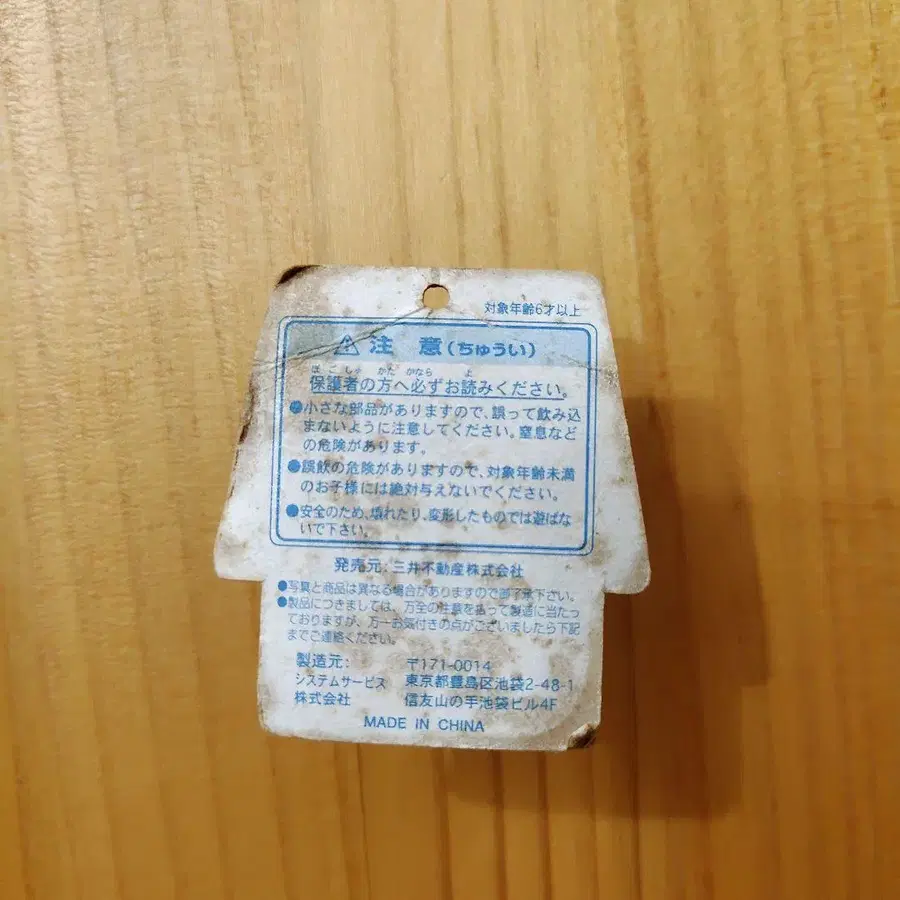 対象年齢6才以上
⚠ 注 意(ちゅうい)
ほ ご しゃ かた かなら よ
保護者の方へ必ずお読みください。
●小さな部品がありますので、誤って飲み込
まないように注意してください。窒息など
の危険があります。
●誤飲の危険がありますので、対象年齢未満
のお子様には絶対与えないでください。
●安全のため、壊れたり、変形したものでは遊ばな
いで下さい。
発売元:三井不動産株式会社
●写真と商品は異なる場合がありますので御了承下さい。
●製品につきましては、万全の注意を払って製造に当たっ
ておりますが、万一お気付きの点がございましたら下記
までご連絡ください。
製造元: 〒171-0014
システムサービス 東京都豊島区池袋2-48-1
株式会社 信友山の手池袋ビル4F
MADE IN CHINA